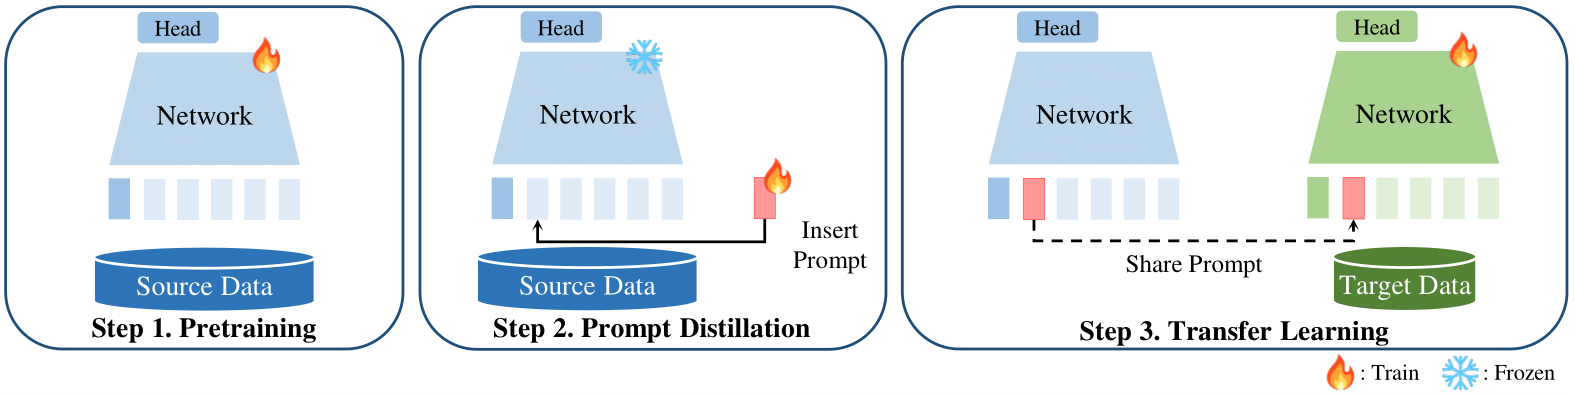 Head
Network
Source Data
Step 1. Pretraining
Head
Network
Insert
Prompt
Source Data
Step 2. Prompt Distillation
Head
Network
Head
Network
Share Prompt
Target Data
Step 3. Transfer Learning
: Train
: Frozen